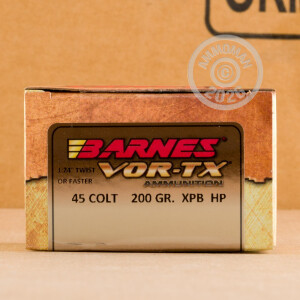 BARNES
VOR-TX
1:24" TWIST
OR FASTER
AMMUNITION
45 COLT 200 GR. XPB HP